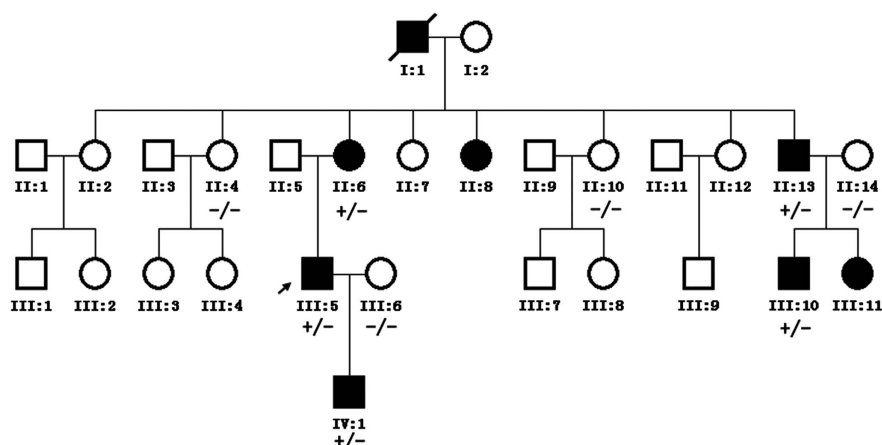 I:1 I:2
II:1 II:2 II:3 II:4 II:5 II:6 II:7 II:8 II:9 II:10 II:11 II:12 II:13 II:14
-/- +/- -/- +/- -/-
III:1 III:2 III:3 III:4 III:5 III:6 III:7 III:8 III:9 III:10 III:11
+/- -/- +/-
IV:1
+/-